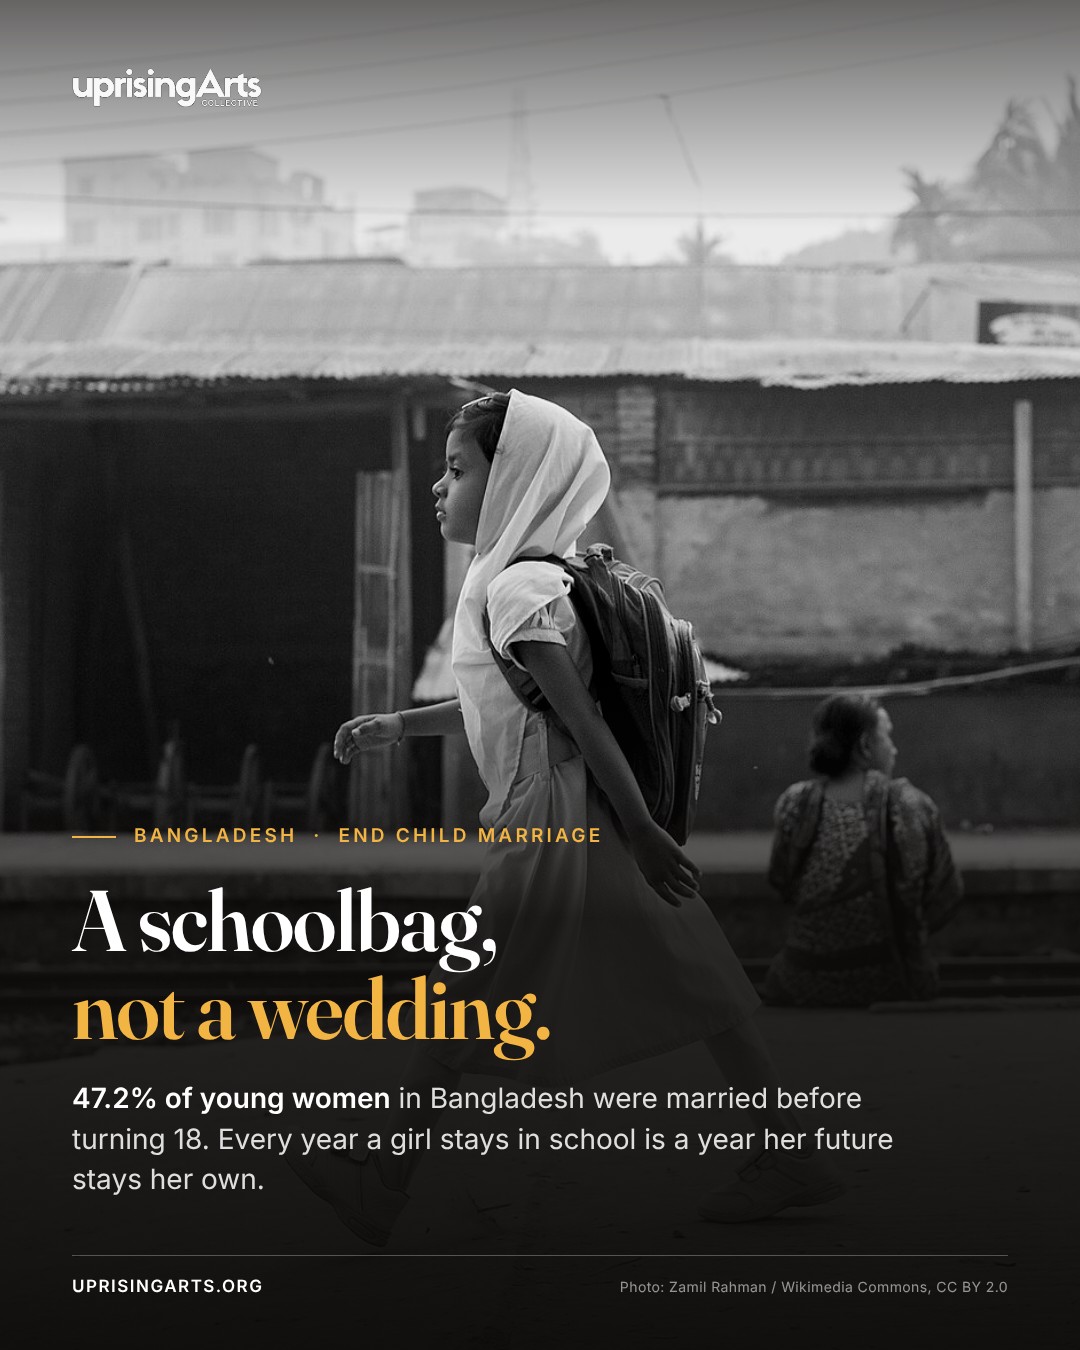 uprisingArts
COLLECTIVE
BANGLADESH · END CHILD MARRIAGE
A schoolbag,
not a wedding.
47.2% of young women in Bangladesh were married before
turning 18. Every year a girl stays in school is a year her future
stays her own.
UPRISINGARTS.ORG
Photo: Zamil Rahman / Wikimedia Commons, CC BY 2.0